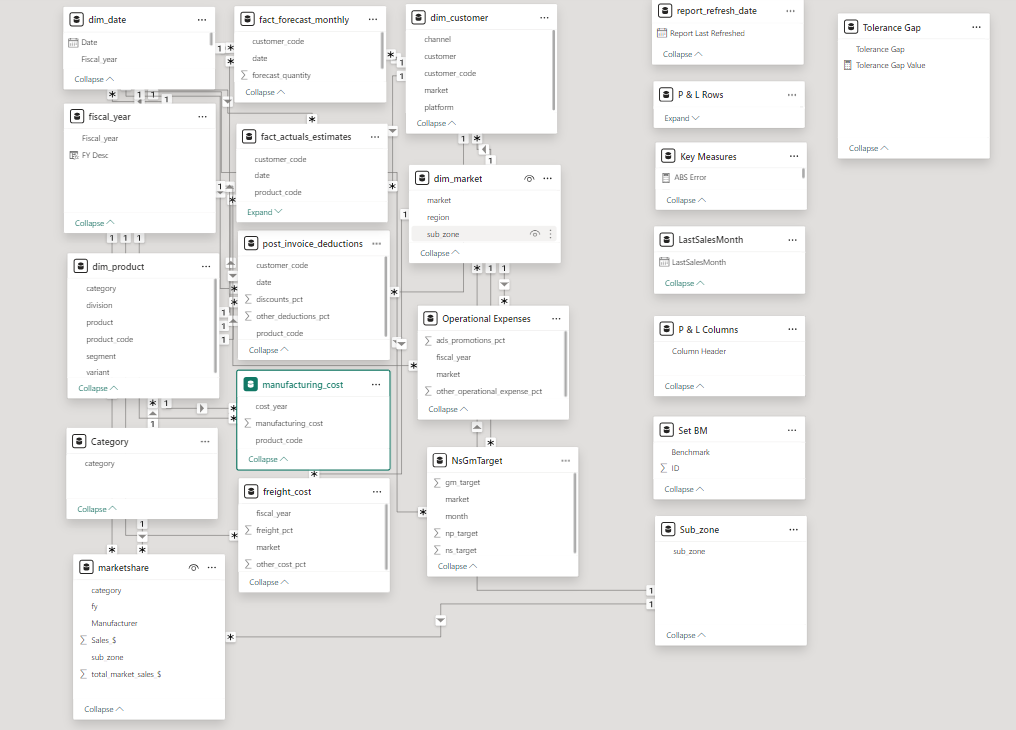 dim_date
Date
Fiscal_year
Collapse
fiscal_year
Fiscal_year
FY Desc
Collapse
dim_product
category
division
product
product_code
segment
variant
Collapse
Category
category
Collapse
marketshare
category
fy
Manufacturer
Sales_$
sub_zone
total_market_sales_$
Collapse
fact_forecast_monthly
customer_code
date
forecast_quantity
Collapse
fact_actuals_estimates
customer_code
date
product_code
Expand
post_invoice_deductions
customer_code
date
discounts_pct
other_deductions_pct
product_code
Collapse
manufacturing_cost
cost_year
manufacturing_cost
product_code
Collapse
freight_cost
fiscal_year
freight_pct
market
other_cost_pct
Collapse
dim_customer
channel
customer
customer_code
market
platform
Collapse
dim_market
market
region
sub_zone
Collapse
Operational Expenses
ads_promotions_pct
fiscal_year
market
other_operational_expense_pct
Collapse
NsGmTarget
gm_target
market
month
np_target
ns_target
Collapse
report_refresh_date
Report Last Refreshed
Collapse
P & L Rows
Expand
Key Measures
ABS Error
Collapse
LastSalesMonth
LastSalesMonth
Collapse
P & L Columns
Column Header
Collapse
Set BM
Benchmark
ID
Collapse
Sub_zone
sub_zone
Collapse
Tolerance Gap
Tolerance Gap
Tolerance Gap Value
Collapse